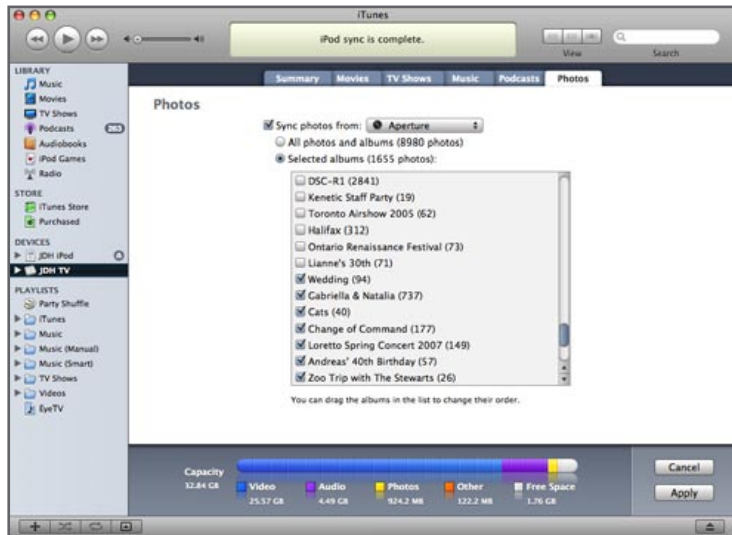 iTunes
iPod sync is complete.
View
Search
LIBRARY
Music
Movies
TV Shows
Podcasts
Audiobooks
iPod Games
Radio
STORE
iTunes Store
Purchased
DEVICES
JDH iPod
JDH TV
PLAYLISTS
Party Shuffle
iTunes
Music
Music (Manual)
Music (Smart)
TV Shows
Videos
EyeTV
Summary Movies TV Shows Music Podcasts Photos
Photos
Sync photos from: Aperture
All photos and albums (8980 photos)
Selected albums (1655 photos):
DSC-R1 (2841)
Kenetic Staff Party (19)
Toronto Airshow 2005 (62)
Halifax (312)
Ontario Renaissance Festival (73)
Lianne's 30th (71)
Wedding (94)
Gabriella & Natalia (737)
Cats (40)
Change of Command (177)
Loretto Spring Concert 2007 (149)
Andreas' 40th Birthday (57)
Zoo Trip with The Stewarts (26)
You can drag the albums in the list to change their order.
Capacity
32.84 GB
Video Audio Photos Other Free Space
25.57 GB 4.49 GB 924.2 MB 122.2 MB 1.76 GB
Cancel
Apply